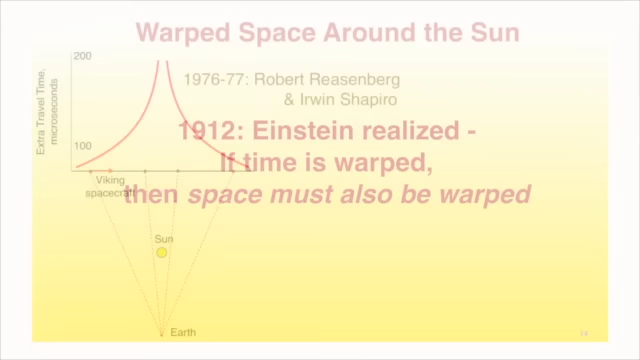 Warped Space Around the Sun
200
1976-77: Robert Reasenberg
& Irwin Shapiro
Extra Travel Time,
microseconds
1912: Einstein realized -
100
If time is warped,
Viking
spacecraft
then space must also be warped
Sun
Earth